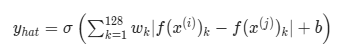 y_hat = σ ( ∑_{k=1}^{128} w_k |f(x^{(i)})_k − f(x^{(j)})_k| + b )